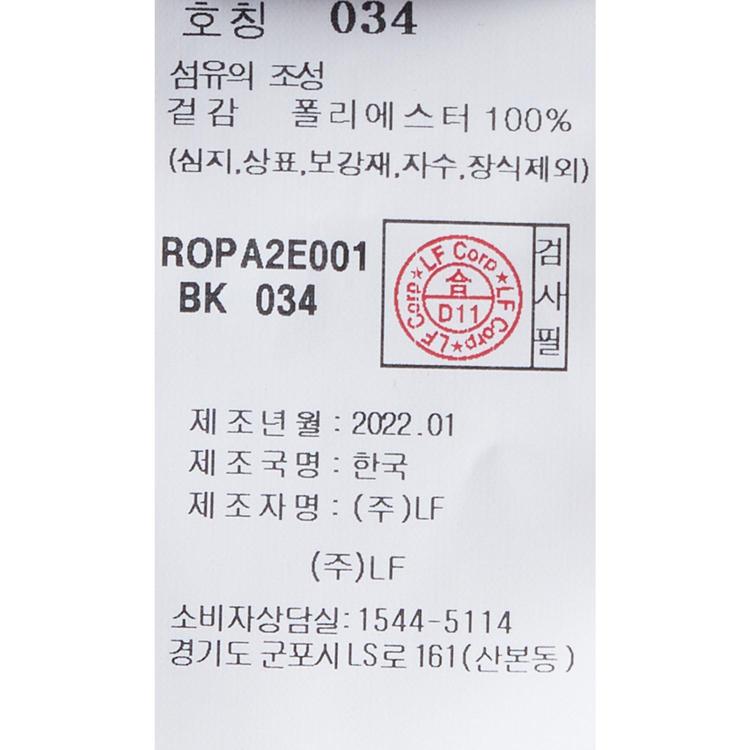 호칭 034
섬유의 조성
겉감 폴리에스터 100%
(심지,상표,보강재,자수,장식제외)
ROPA2E001
BK 034
LF Corp★LF Corp★LF Corp★
合
D11
검사필
제조년월 : 2022.01
제조국명 : 한국
제조자명 : (주)LF
(주)LF
소비자상담실: 1544-5114
경기도 군포시 LS로 161(산본동)